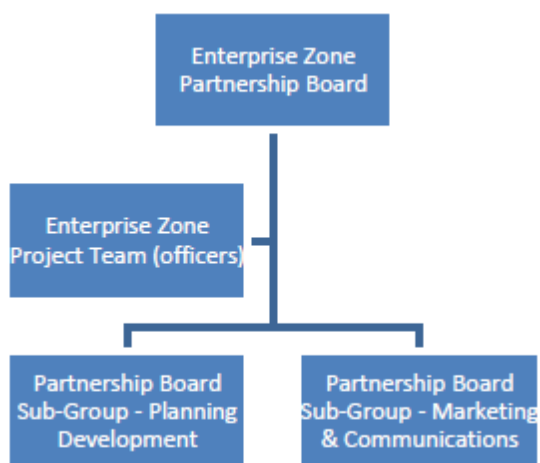 Enterprise Zone
Partnership Board
Enterprise Zone
Project Team (officers)
Partnership Board
Sub-Group - Planning
Development
Partnership Board
Sub-Group - Marketing
& Communications